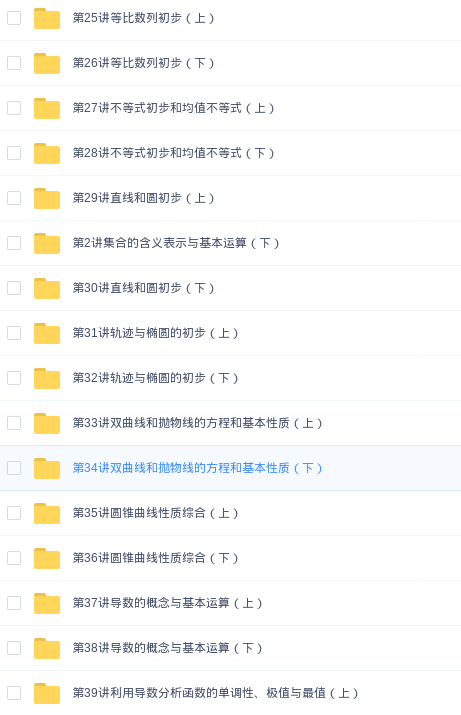 第25讲等比数列初步（上）
第26讲等比数列初步（下）
第27讲不等式初步和均值不等式（上）
第28讲不等式初步和均值不等式（下）
第29讲直线和圆初步（上）
第2讲集合的含义表示与基本运算（下）
第30讲直线和圆初步（下）
第31讲轨迹与椭圆的初步（上）
第32讲轨迹与椭圆的初步（下）
第33讲双曲线和抛物线的方程和基本性质（上）
第34讲双曲线和抛物线的方程和基本性质（下）
第35讲圆锥曲线性质综合（上）
第36讲圆锥曲线性质综合（下）
第37讲导数的概念与基本运算（上）
第38讲导数的概念与基本运算（下）
第39讲利用导数分析函数的单调性、极值与最值（上）